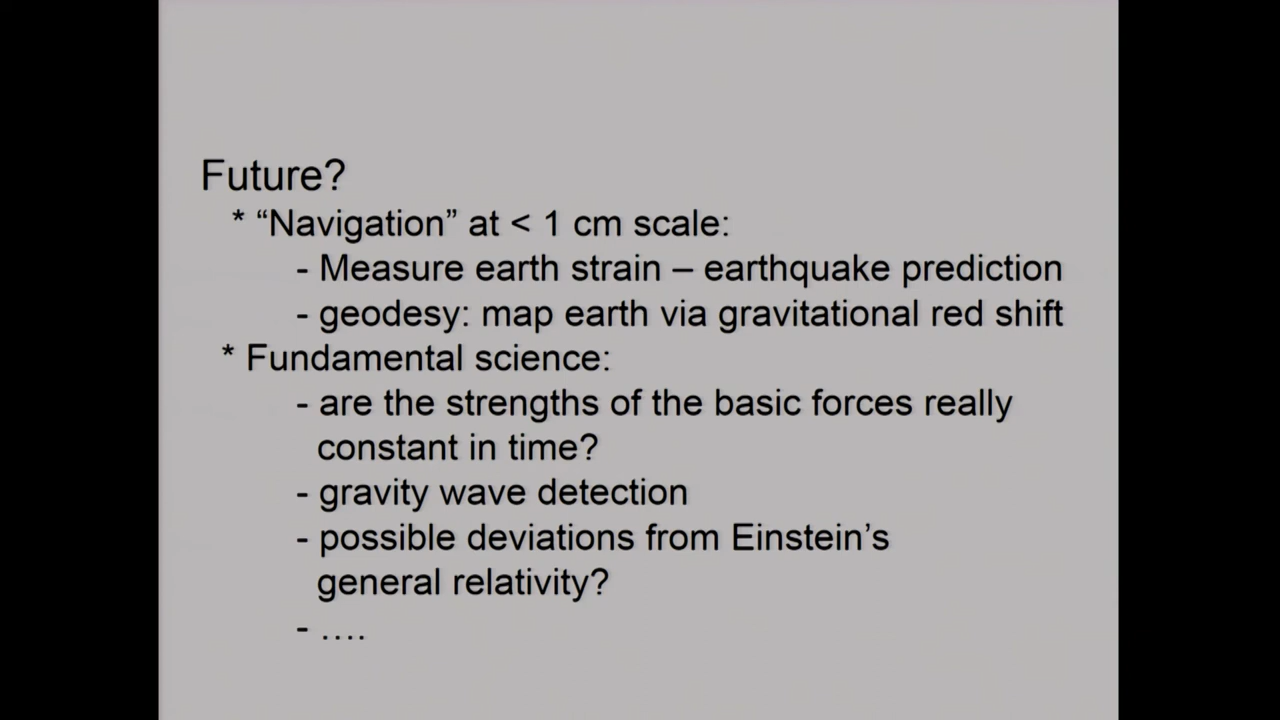 Future?
* “Navigation” at < 1 cm scale:
- Measure earth strain – earthquake prediction
- geodesy: map earth via gravitational red shift
* Fundamental science:
- are the strengths of the basic forces really
constant in time?
- gravity wave detection
- possible deviations from Einstein’s
general relativity?
- ….